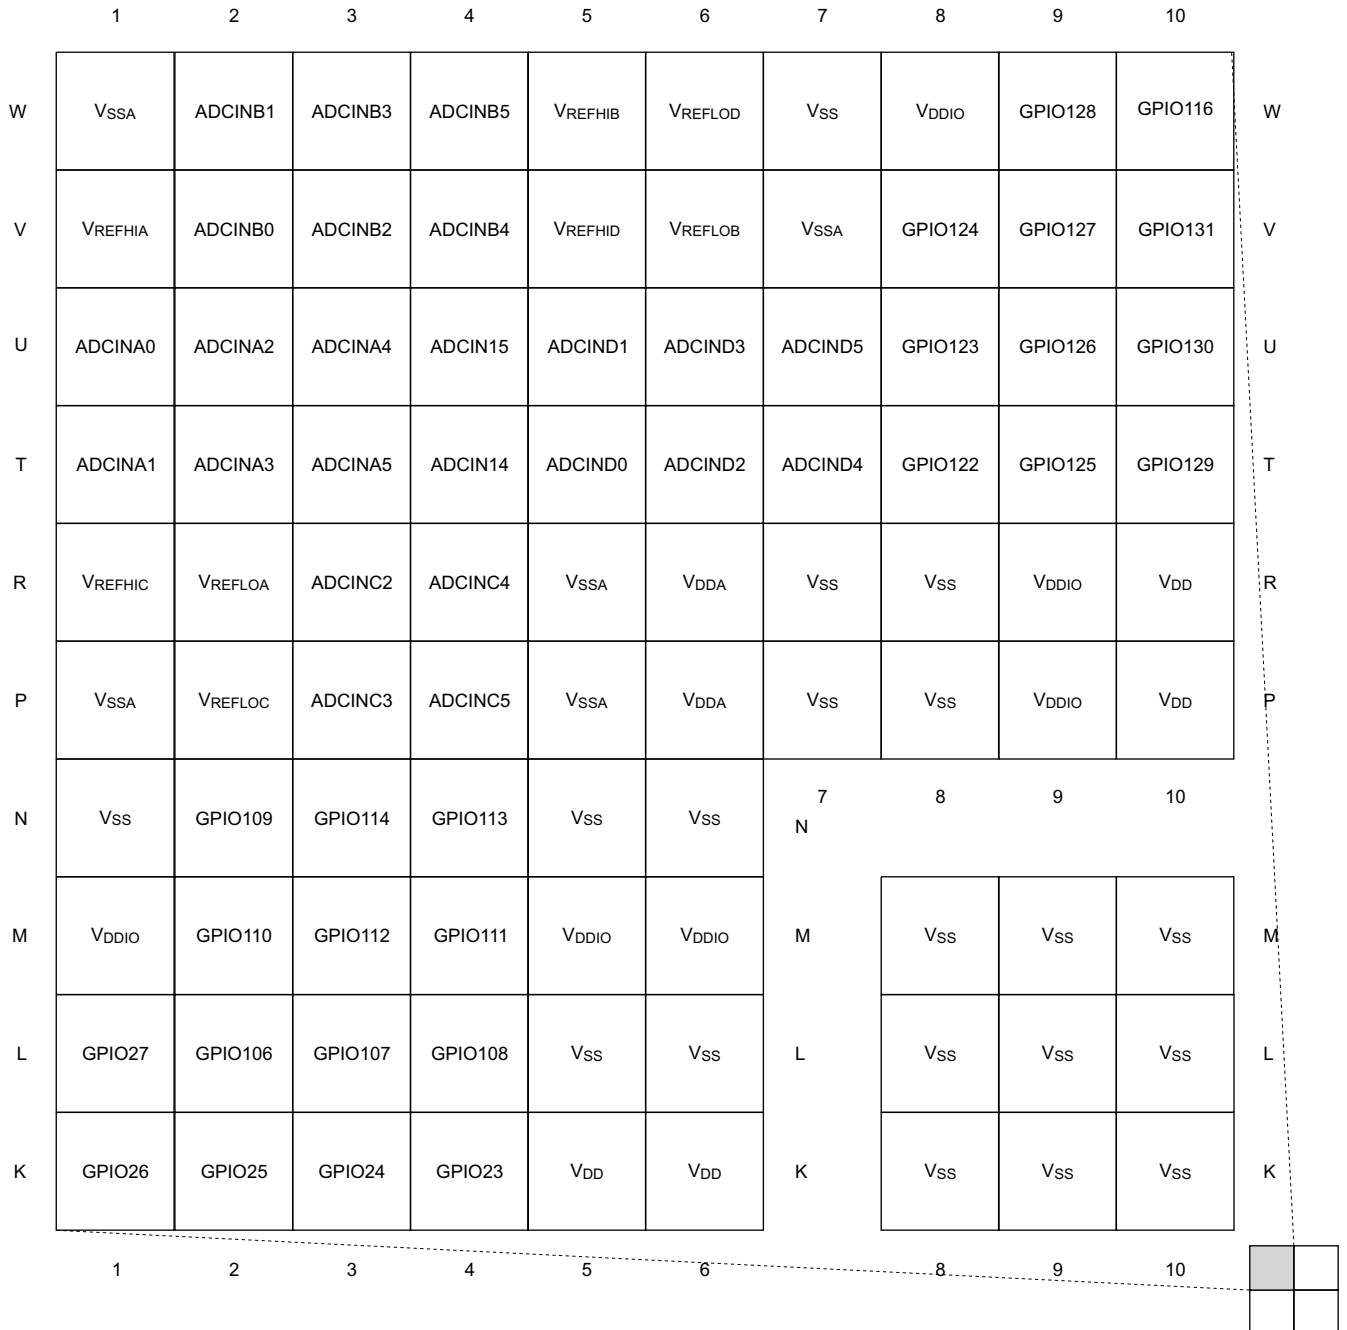 1 2 3 4 5 6 7 8 9 10
W VSSA ADCINB1 ADCINB3 ADCINB5 VREFHIB VREFLOD VSS VDDIO GPIO128 GPIO116 W
V VREFHIA ADCINB0 ADCINB2 ADCINB4 VREFHID VREFLOB VSSA GPIO124 GPIO127 GPIO131 V
U ADCINA0 ADCINA2 ADCINA4 ADCIN15 ADCIND1 ADCIND3 ADCIND5 GPIO123 GPIO126 GPIO130 U
T ADCINA1 ADCINA3 ADCINA5 ADCIN14 ADCIND0 ADCIND2 ADCIND4 GPIO122 GPIO125 GPIO129 T
R VREFHIC VREFLOA ADCINC2 ADCINC4 VSSA VDDA VSS VSS VDDIO VDD R
P VSSA VREFLOC ADCINC3 ADCINC5 VSSA VDDA VSS VSS VDDIO VDD P
7 8 9 10
N VSS GPIO109 GPIO114 GPIO113 VSS VSS N
M VDDIO GPIO110 GPIO112 GPIO111 VDDIO VDDIO M VSS VSS VSS M
L GPIO27 GPIO106 GPIO107 GPIO108 VSS VSS L VSS VSS VSS L
K GPIO26 GPIO25 GPIO24 GPIO23 VDD VDD K VSS VSS VSS K
1 2 3 4 5 6 8 9 10